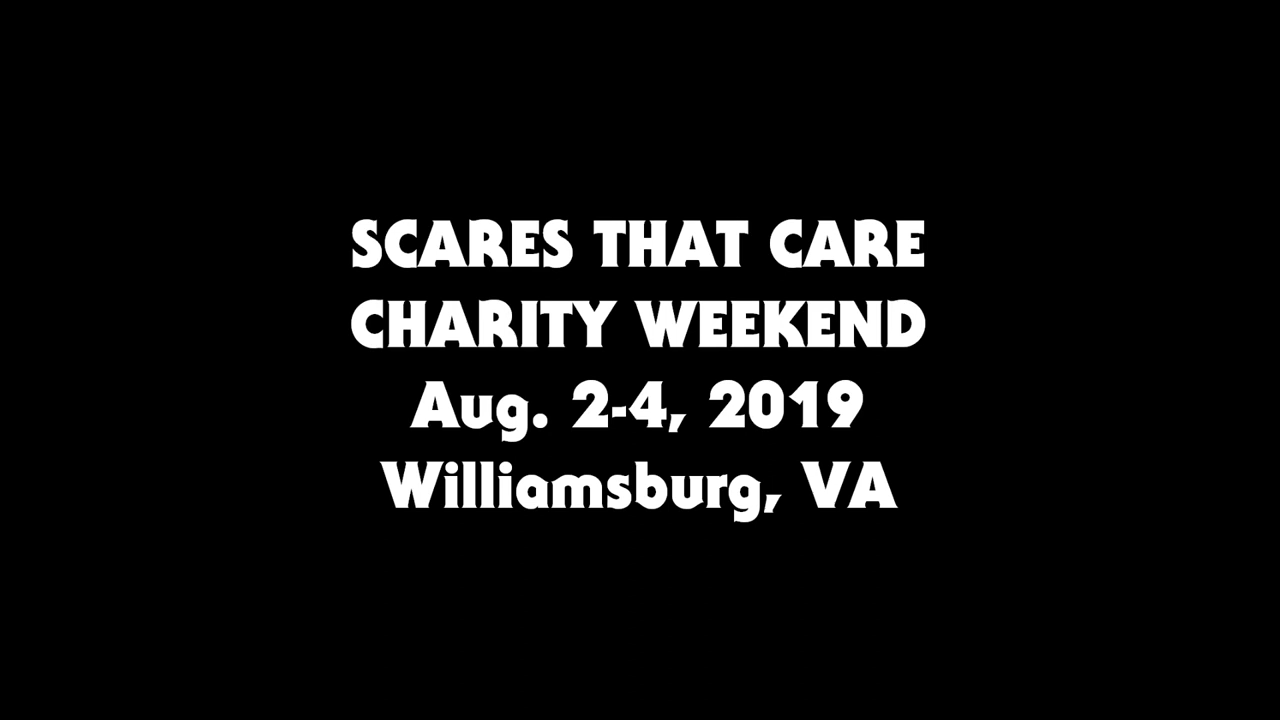 SCARES THAT CARE
CHARITY WEEKEND
Aug. 2-4, 2019
Williamsburg, VA